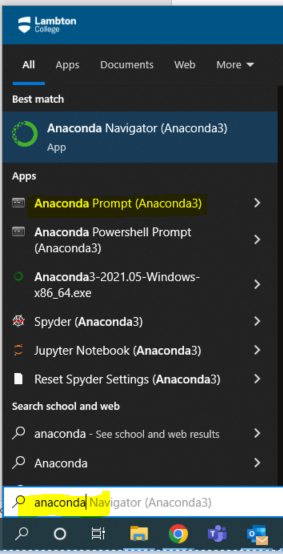 Lambton
College
All Apps Documents Web More
Best match
Anaconda Navigator (Anaconda3)
App
Apps
Anaconda Prompt (Anaconda3)
Anaconda Powershell Prompt
(Anaconda3)
Anaconda3-2021.05-Windows-
x86_64.exe
Spyder (Anaconda3)
Jupyter Notebook (Anaconda3)
Reset Spyder Settings (Anaconda3)
Search school and web
anaconda - See school and web results
Anaconda
anaconda Navigator (Anaconda3)